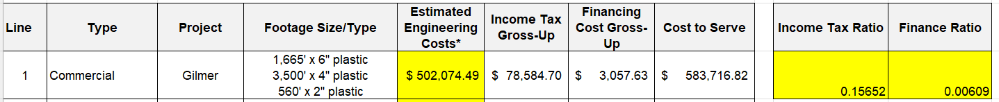 Line Type Project Footage Size/Type Estimated Engineering Costs* Income Tax Gross-Up Financing Cost Gross-Up Cost to Serve Income Tax Ratio Finance Ratio
1,665' x 6" plastic
1 Commercial Gilmer 3,500' x 4" plastic $ 502,074.49 $ 78,584.70 $ 3,057.63 $ 583,716.82
560' x 2" plastic 0.15652 0.00609